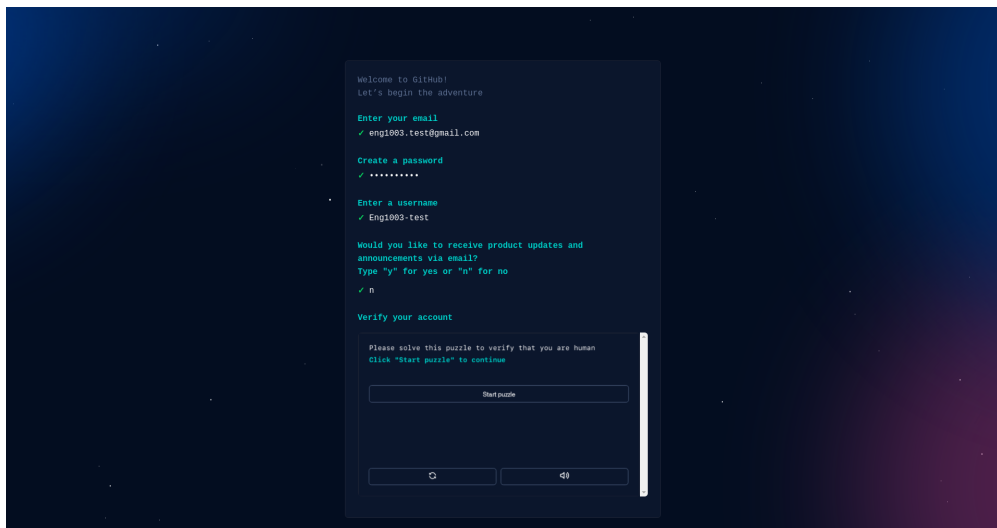 Welcome to GitHub!
Let's begin the adventure
Enter your email
✓ eng1003.test@gmail.com
Create a password
✓ ••••••••••
Enter a username
✓ Eng1003-test
Would you like to receive product updates and
announcements via email?
Type "y" for yes or "n" for no
✓ n
Verify your account
Please solve this puzzle to verify that you are human
Click "Start puzzle" to continue
Start puzzle